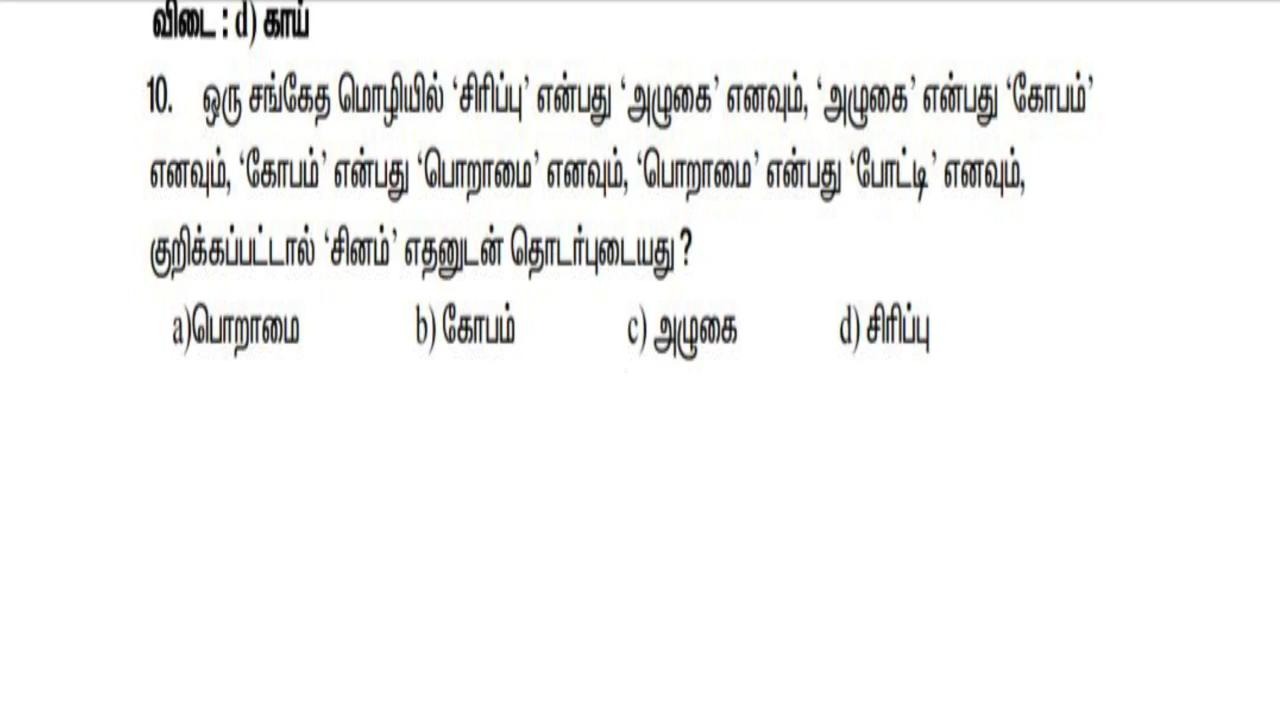 விடை : d) காய்
10. ஒரு சங்கேத மொழியில் ‘சிரிப்பு’ என்பது ‘அழுகை’ எனவும், ‘அழுகை’ என்பது ‘கோபம்’
எனவும், ‘கோபம்’ என்பது ‘பொறாமை’ எனவும், ‘பொறாமை’ என்பது ‘போட்டி’ எனவும்,
குறிக்கப்பட்டால் ‘சினம்’ எதனுடன் தொடர்புடையது ?
a)பொறாமை b) கோபம் c) அழுகை d) சிரிப்பு